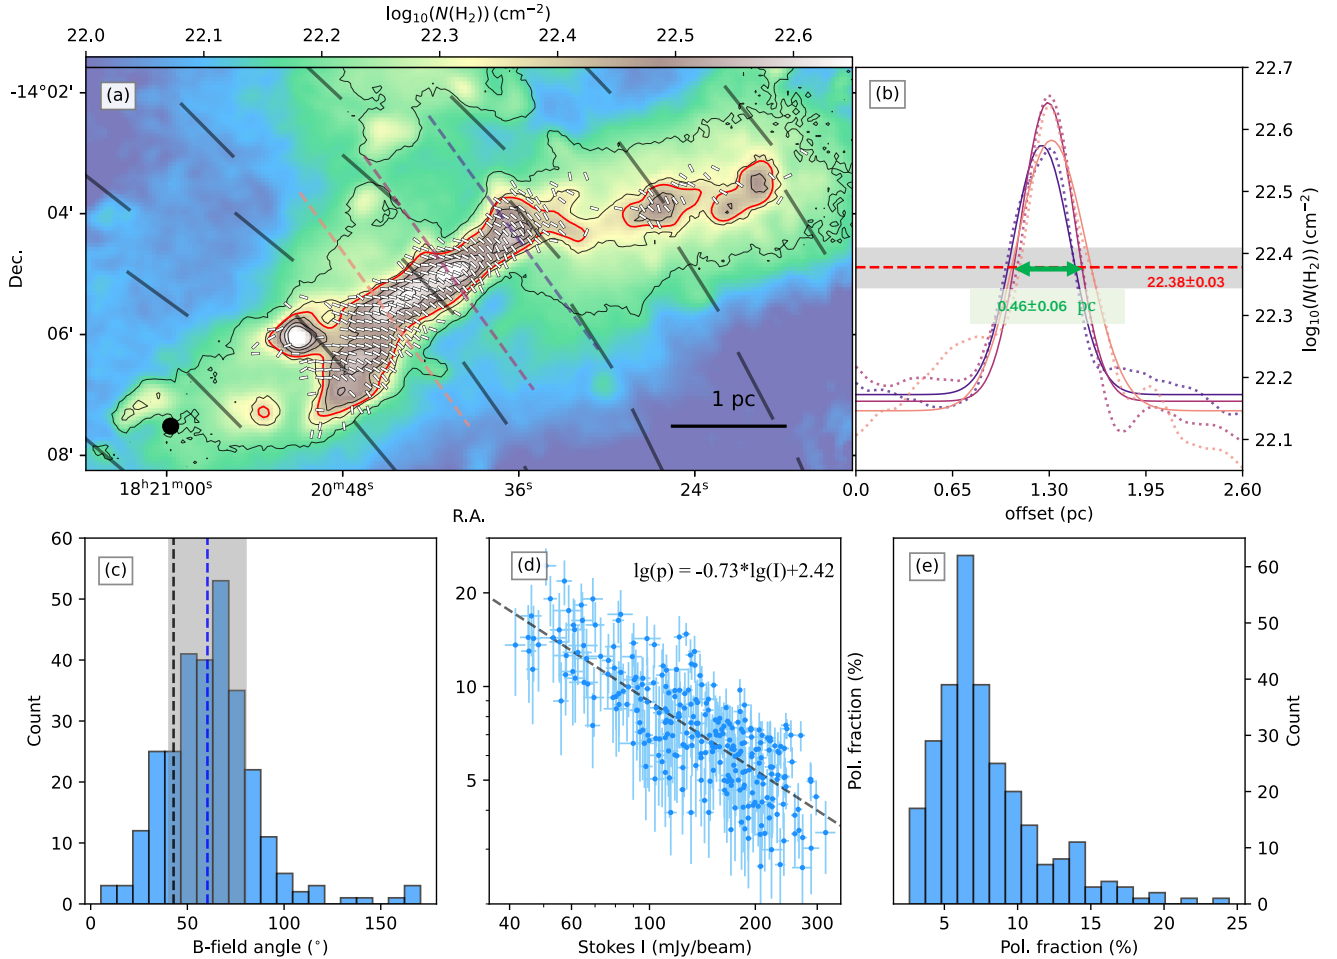 log₁₀(N(H₂)) (cm⁻²)
22.0 22.1 22.2 22.3 22.4 22.5 22.6
(a)
-14°02'
04'
06'
08'
Dec.
1 pc
18ʰ21ᵐ00ˢ 20ᵐ48ˢ 36ˢ 24ˢ
R.A.
(b)
22.7
22.6
22.5
22.4
22.3
22.2
22.1
log₁₀(N(H₂)) (cm⁻²)
22.38±0.03
0.46±0.06 pc
0.0 0.65 1.30 1.95 2.60
offset (pc)
(c)
60
50
40
30
20
10
0
Count
0 50 100 150
B-field angle (°)
(d)
lg(p) = -0.73*lg(I)+2.42
20
10
5
Pol. fraction (%)
40 60 100 200 300
Stokes I (mJy/beam)
(e)
60
50
40
30
20
10
0
Count
5 10 15 20 25
Pol. fraction (%)